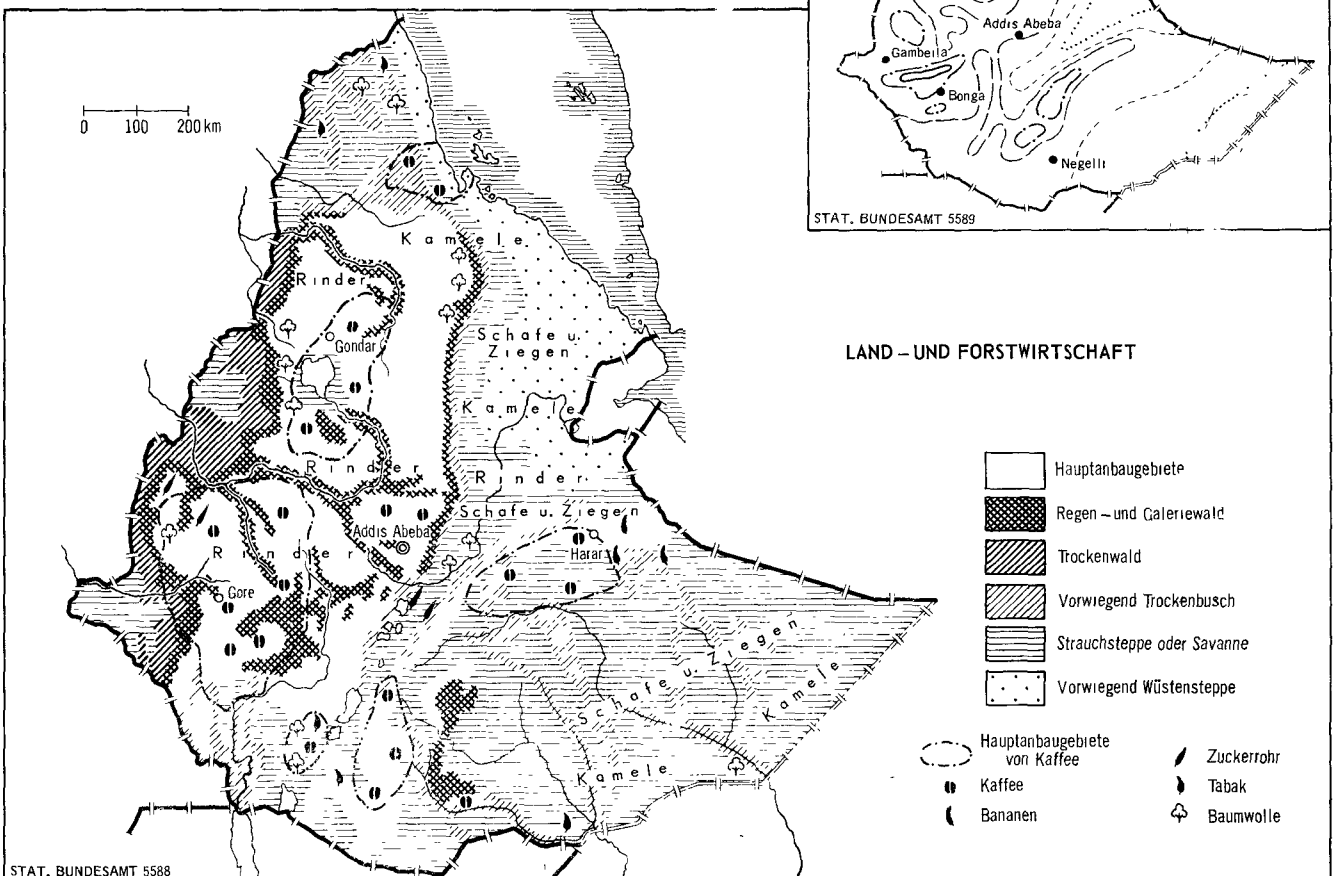 Addis Abeba
Gambella
Bonga
Negelli
STAT. BUNDESAMT 5589
0 100 200 km
Kamele
Rinder
Gondar
Schafe u.
Ziegen
Kamele
Rinder
Rinder
Schafe u. Ziegen
Addis Abeba
Harar
Rinder
Gore
Schafe u. Ziegen
Kamele
Kamele
STAT. BUNDESAMT 5588
LAND-UND FORSTWIRTSCHAFT
Hauptanbaugebiete
Regen-und Galeriewald
Trockenwald
Vorwiegend Trockenbusch
Strauchsteppe oder Savanne
Vorwiegend Wüstensteppe
Hauptanbaugebiete
von Kaffee
Kaffee
Bananen
Zuckerrohr
Tabak
Baumwolle